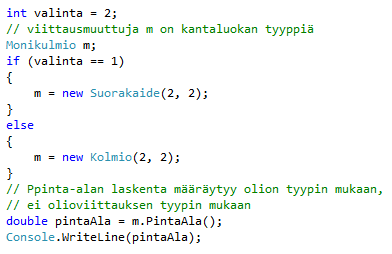 int valinta = 2;
// viittausmuuttuja m on kantaluokan tyyppiä
Monikulmio m;
if (valinta == 1)
{
m = new Suorakaide(2, 2);
}
else
{
m = new Kolmio(2, 2);
}
// Ppinta-alan laskenta määräytyy olion tyypin mukaan,
// ei olioviittauksen tyypin mukaan
double pintaAla = m.PintaAla();
Console.WriteLine(pintaAla);